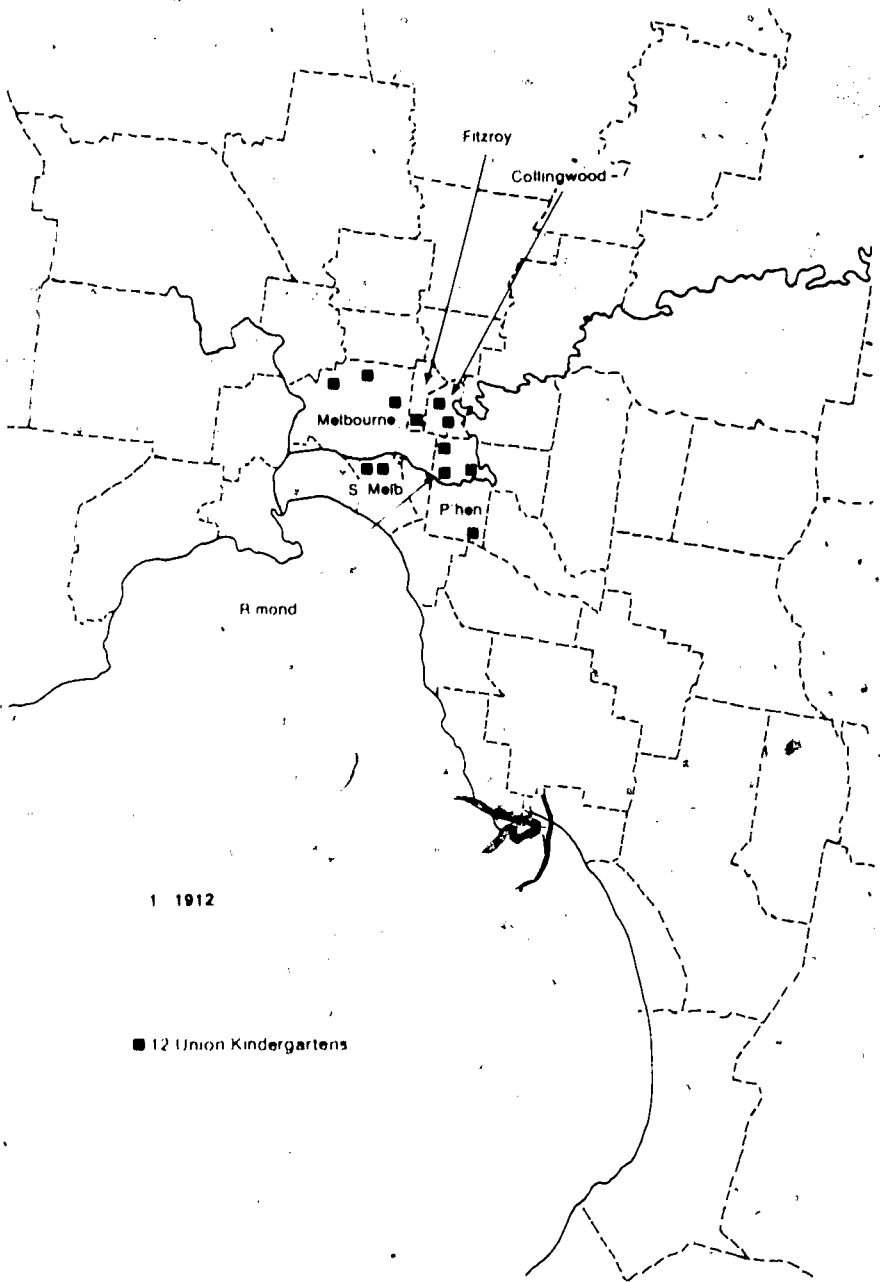 Fitzroy
Collingwood
Melbourne
S Melb
P'hen
R mond
1 1912
12 Union Kindergartens